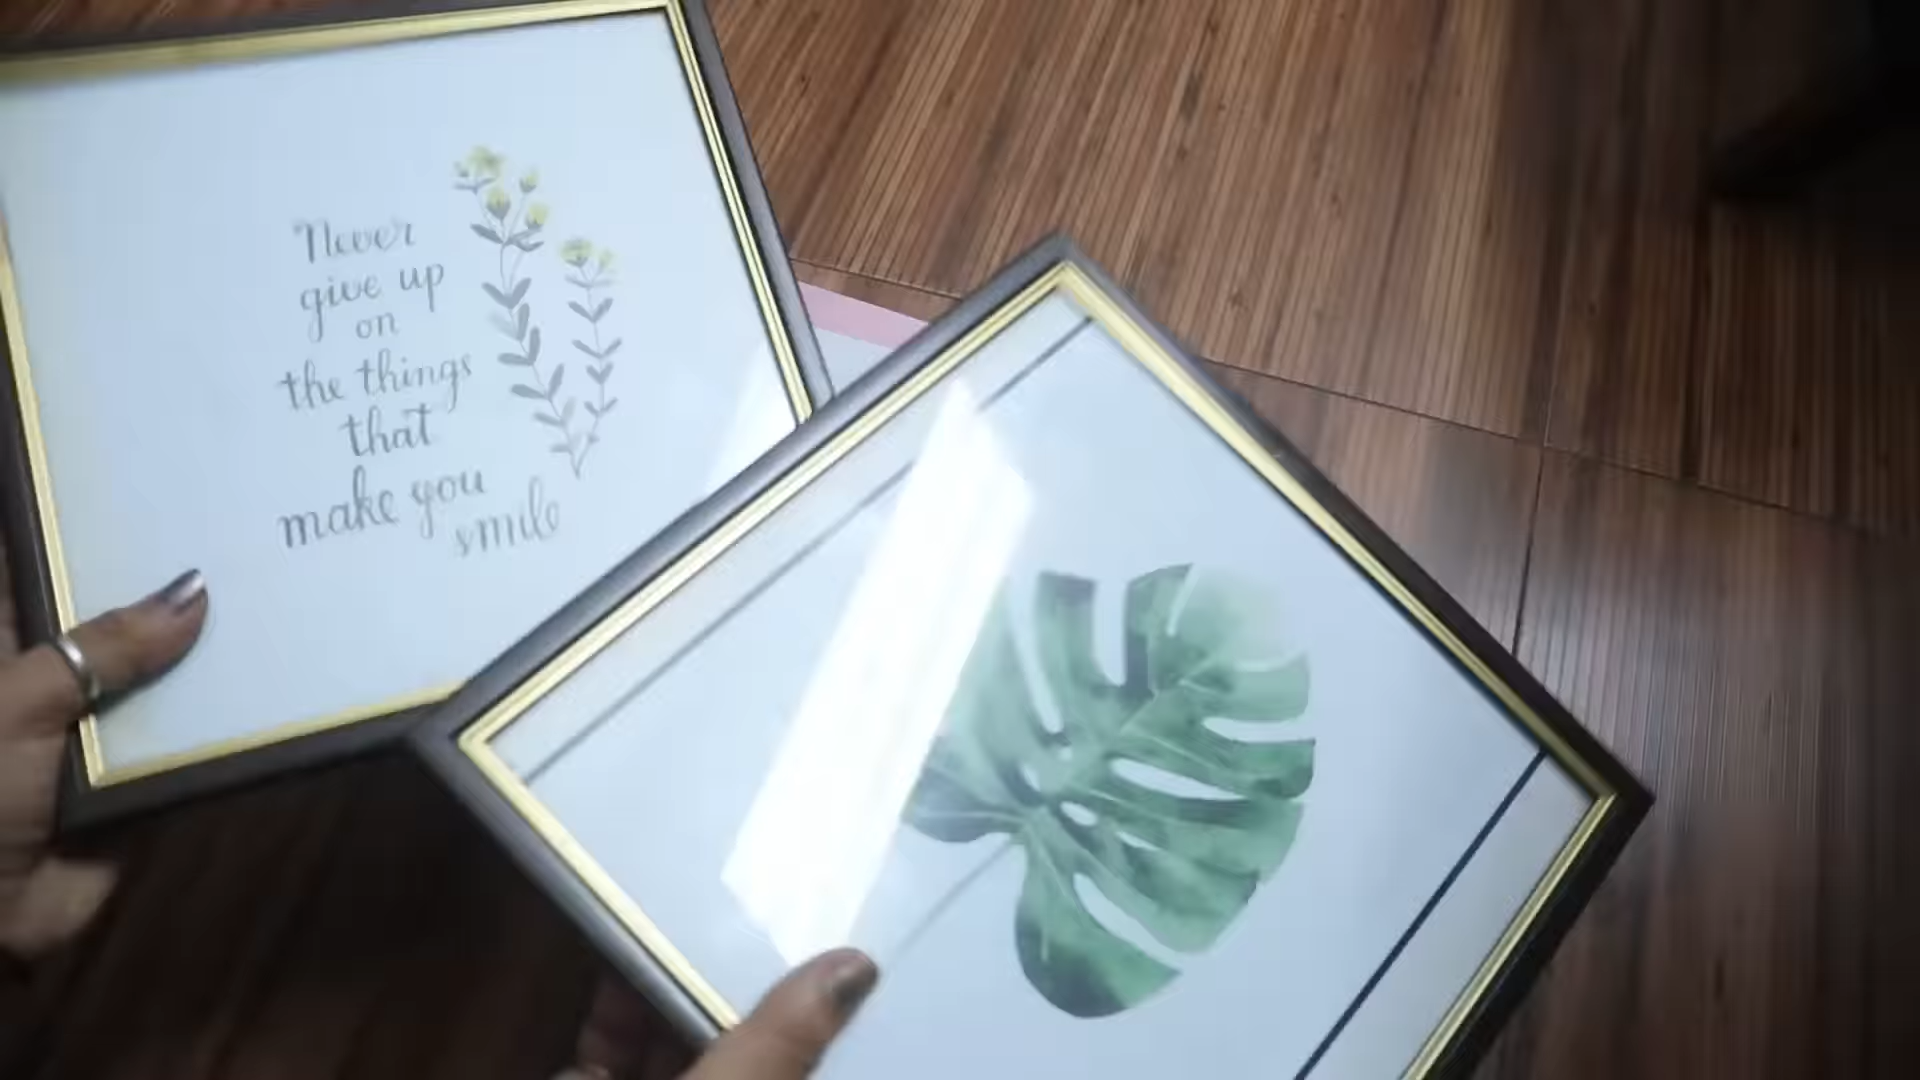 Never
give up
on
the things
that
make you
smile